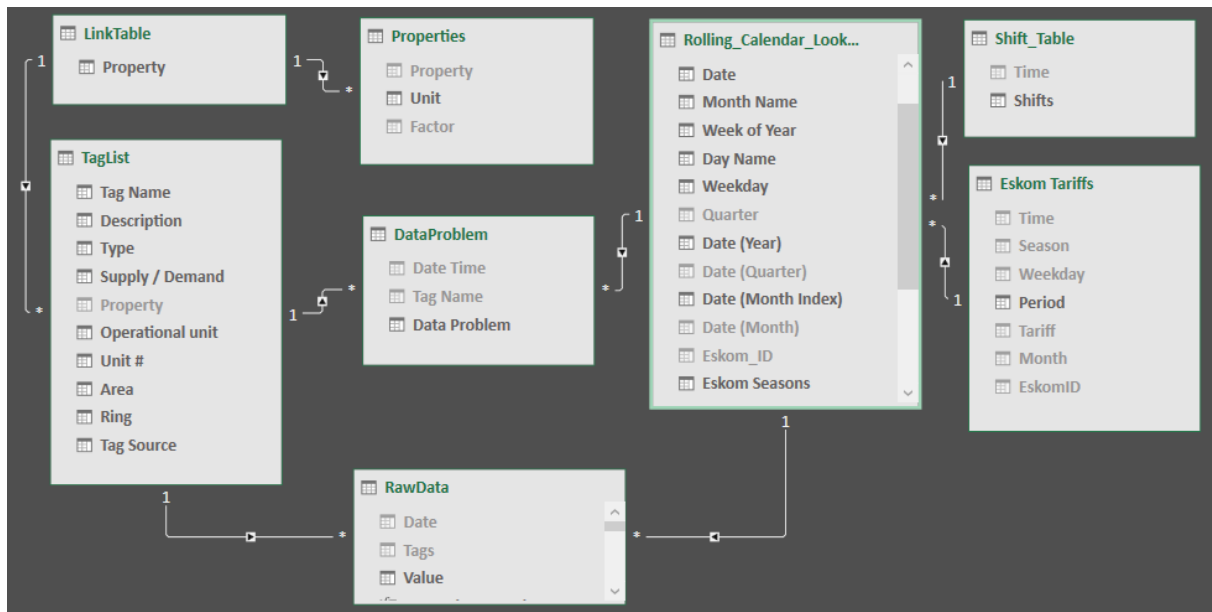 LinkTable
Property
1
*
1
*
Properties
Property
Unit
Factor
TagList
Tag Name
Description
Type
Supply / Demand
Property
Operational unit
Unit #
Area
Ring
Tag Source
1
*
DataProblem
Date Time
Tag Name
Data Problem
1
*
Rolling_Calendar_Look...
Date
Month Name
Week of Year
Day Name
Weekday
Quarter
Date (Year)
Date (Quarter)
Date (Month Index)
Date (Month)
Eskom_ID
Eskom Seasons
1
*
Shift_Table
Time
Shifts
*
1
Eskom Tariffs
Time
Season
Weekday
Period
Tariff
Month
EskomID
1
*
RawData
Date
Tags
Value
*
1